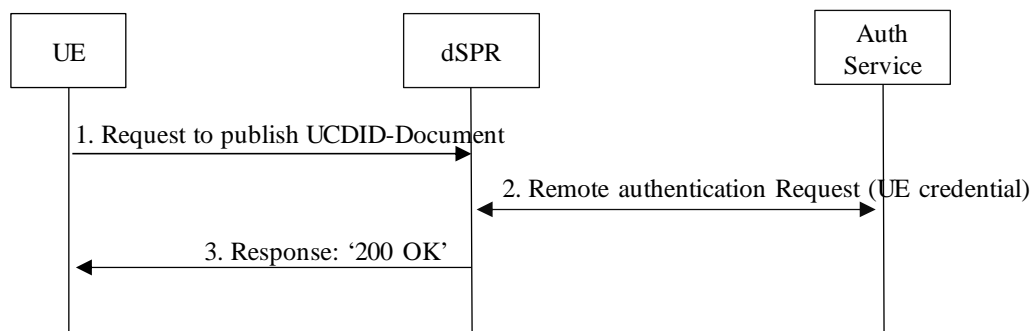 UE
dSPR
Auth
Service
1. Request to publish UCDID-Document
2. Remote authentication Request (UE credential)
3. Response: ‘200 OK’